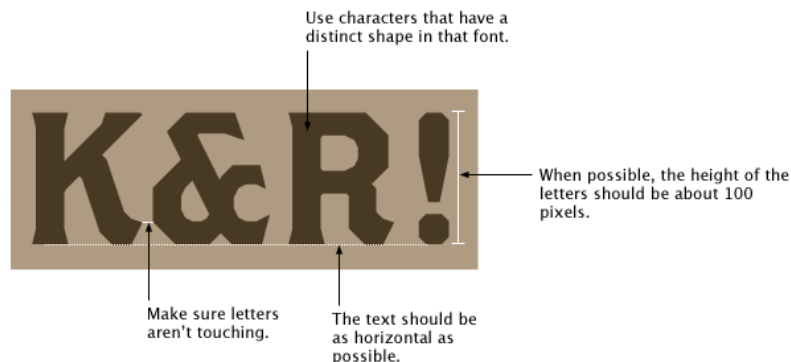 Use characters that have a
distinct shape in that font.
K&R!
When possible, the height of the
letters should be about 100
pixels.
Make sure letters
aren't touching.
The text should be
as horizontal as
possible.